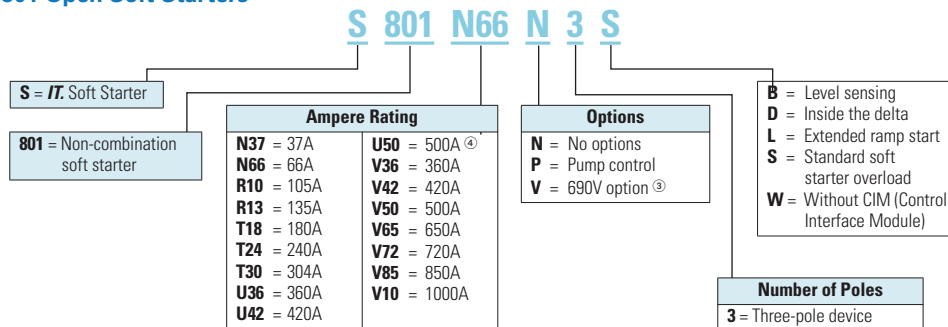 S 801 N66 N 3 S
S = IT. Soft Starter
801 = Non-combination
soft starter
Ampere Rating
N37 = 37A
N66 = 66A
R10 = 105A
R13 = 135A
T18 = 180A
T24 = 240A
T30 = 304A
U36 = 360A
U42 = 420A
U50 = 500A ④
V36 = 360A
V42 = 420A
V50 = 500A
V65 = 650A
V72 = 720A
V85 = 850A
V10 = 1000A
Options
N = No options
P = Pump control
V = 690V option ③
B = Level sensing
D = Inside the delta
L = Extended ramp start
S = Standard soft
starter overload
W = Without CIM (Control
Interface Module)
Number of Poles
3 = Three-pole device